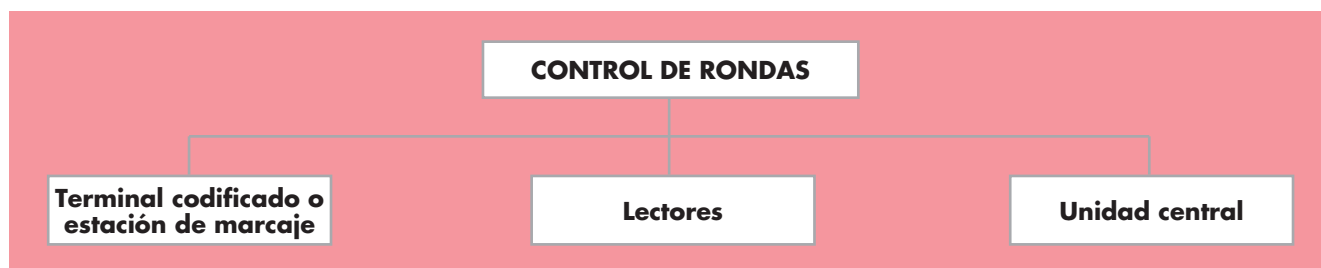 CONTROL DE RONDAS
Terminal codificado o
estación de marcaje
Lectores
Unidad central